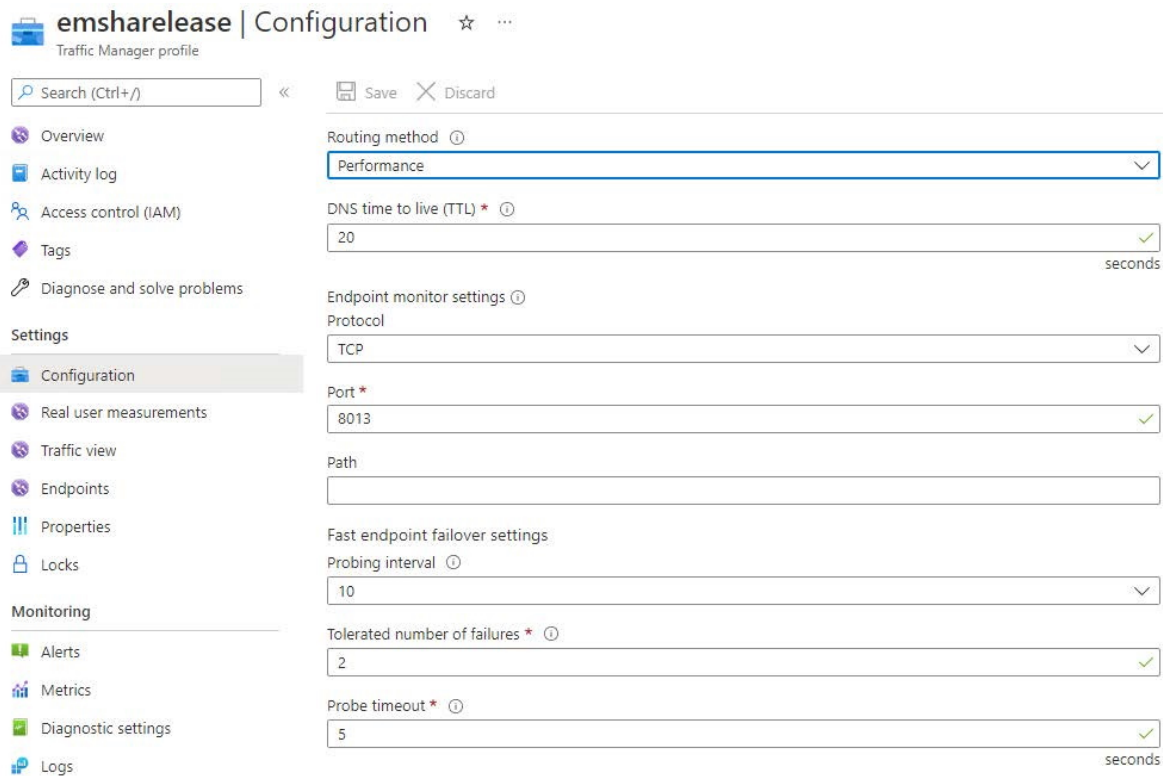 emsharelease | Configuration ☆ ···
Traffic Manager profile
Search (Ctrl+/)
«
Overview
Activity log
Access control (IAM)
Tags
Diagnose and solve problems
Settings
Configuration
Real user measurements
Traffic view
Endpoints
Properties
Locks
Monitoring
Alerts
Metrics
Diagnostic settings
Logs
Save Discard
Routing method
Performance
DNS time to live (TTL) *
20
seconds
Endpoint monitor settings
Protocol
TCP
Port *
8013
Path
Fast endpoint failover settings
Probing interval
10
Tolerated number of failures *
2
Probe timeout *
5
seconds